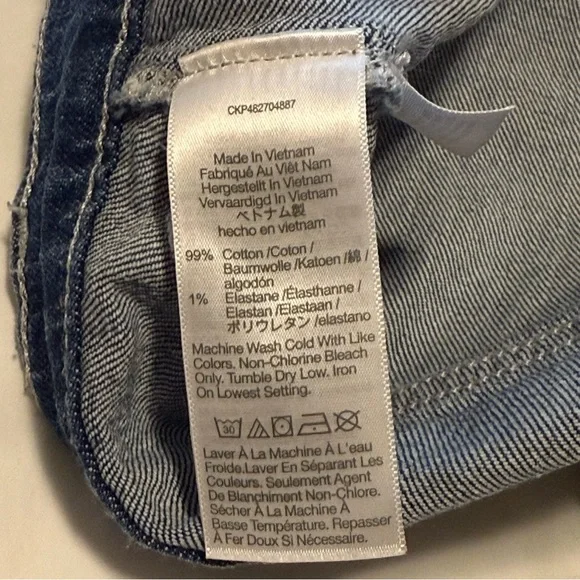 CKP482704887
Made In Vietnam
Fabriqué Au Viêt Nam
Hergestellt In Vietnam
Vervaardigd In Vietnam
ベトナム製
hecho en vietnam
99% Cotton /Coton /
Baumwolle /Katoen /綿 /
algodón
1% Elastane /Élasthanne /
Elastan /Elastaan /
ポリウレタン /elastano
Machine Wash Cold With Like
Colors. Non-Chlorine Bleach
Only. Tumble Dry Low. Iron
On Lowest Setting.
30
Laver À La Machine À L'eau
Froide.Laver En Séparant Les
Couleurs. Seulement Agent
De Blanchiment Non-Chlore.
Sécher À La Machine À
Basse Température. Repasser
À Fer Doux Si Nécessaire.